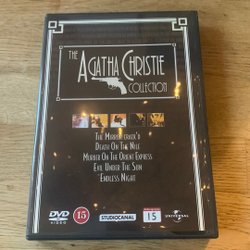 THE
AGATHA CHRISTIE
COLLECTION
THE MIRROR CRACK'D
DEATH ON THE NILE
MURDER ON THE ORIENT EXPRESS
EVIL UNDER THE SUN
ENDLESS NIGHT
DVD
VIDEO
15
STUDIOCANAL
15
UNIVERSAL